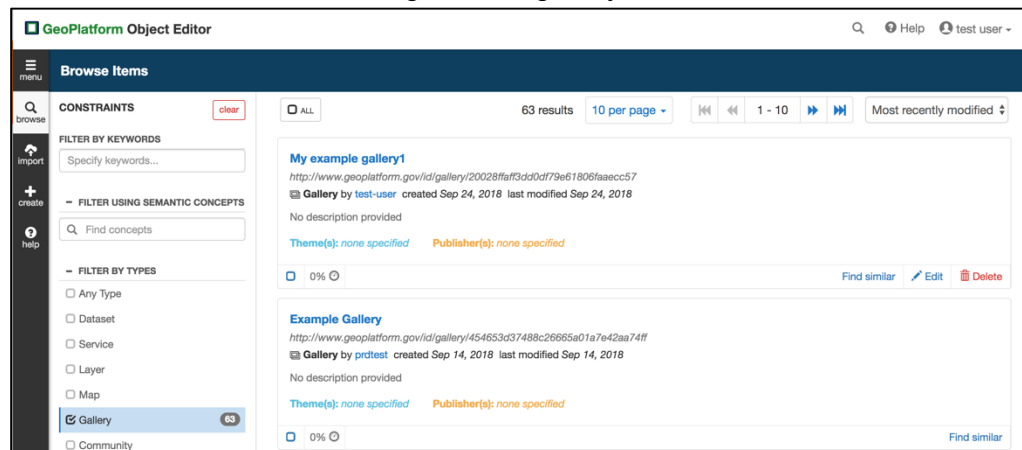 GeoPlatform Object Editor
Help
test user
menu
Browse Items
browse
import
create
help
CONSTRAINTS
clear
FILTER BY KEYWORDS
Specify keywords...
– FILTER USING SEMANTIC CONCEPTS
Find concepts
– FILTER BY TYPES
Any Type
Dataset
Service
Layer
Map
Gallery 63
Community
ALL
63 results
10 per page
1 - 10
Most recently modified
My example gallery1
http://www.geoplatform.gov/id/gallery/20028ffaff3dd0df79e61806faaecc57
Gallery by test-user created Sep 24, 2018 last modified Sep 24, 2018
No description provided
Theme(s): none specified Publisher(s): none specified
0%
Find similar
Edit
Delete
Example Gallery
http://www.geoplatform.gov/id/gallery/454653d37488c26665a01a7e42aa74ff
Gallery by prdtest created Sep 14, 2018 last modified Sep 14, 2018
No description provided
Theme(s): none specified Publisher(s): none specified
0%
Find similar